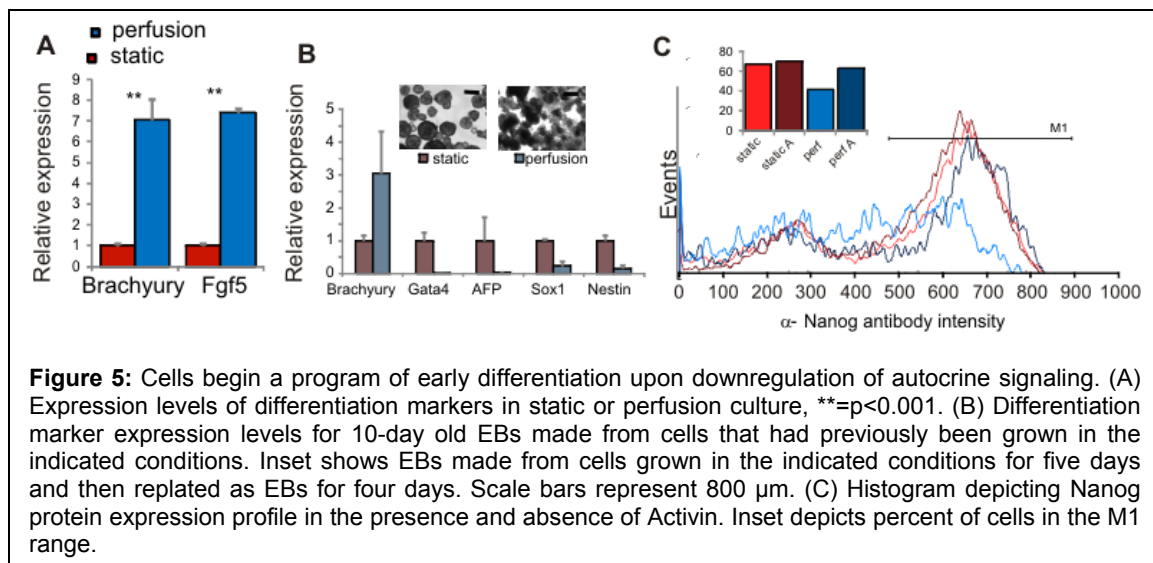 A
perfusion
static
Relative expression
9
8
7
6
5
4
3
2
1
0
**
**
Brachyury Fgf5
B
Relative expression
5
4
3
2
1
0
static perfusion
Brachyury Gata4 AFP Sox1 Nestin
C
80
60
40
20
0
static static A perf perf A
M1
Events
0 100 200 300 400 500 600 700 800 900 1000
α- Nanog antibody intensity
Figure 5: Cells begin a program of early differentiation upon downregulation of autocrine signaling. (A)
Expression levels of differentiation markers in static or perfusion culture, **=p<0.001. (B) Differentiation
marker expression levels for 10-day old EBs made from cells that had previously been grown in the
indicated conditions. Inset shows EBs made from cells grown in the indicated conditions for five days
and then replated as EBs for four days. Scale bars represent 800 µm. (C) Histogram depicting Nanog
protein expression profile in the presence and absence of Activin. Inset depicts percent of cells in the M1
range.